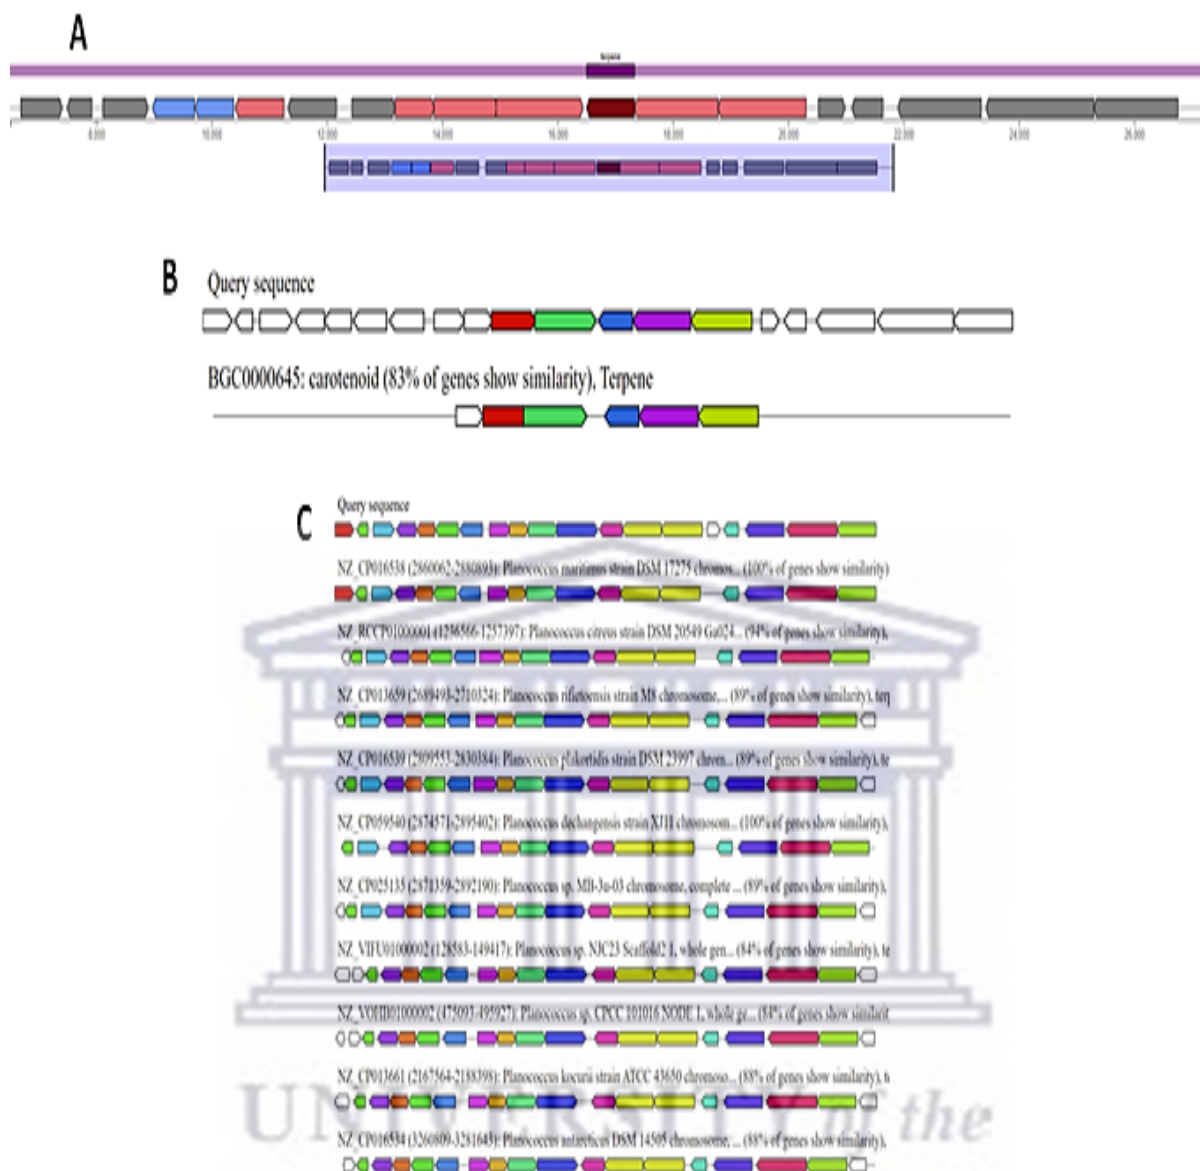 A
Terpene
8,000 10,000 12,000 14,000 16,000 18,000 20,000 22,000 24,000 26,000
B
Query sequence
BGC0000645: carotenoid (83% of genes show similarity), Terpene
C
Query sequence
NZ_CP016538 (2860062-2880893): Planococcus maritimus strain DSM 17275 chromos... (100% of genes show similarity)
NZ_RCCP01000001 (1236566-1257397): Planococcus citreus strain DSM 20549 Ga024... (94% of genes show similarity),
NZ_CP013659 (2689493-2710324): Planococcus rifietoensis strain M8 chromosome,... (89% of genes show similarity), terp
NZ_CP016539 (2809553-2830384): Planococcus plakortidis strain DSM 23997 chrom... (89% of genes show similarity), te
NZ_CP059540 (2874571-2895402): Planococcus dechangensis strain XJ11 chromosom... (100% of genes show similarity),
NZ_CP025135 (2871359-2892190): Planococcus sp. MB-3u-03 chromosome, complete ... (89% of genes show similarity),
NZ_VIFU01000002 (128583-149417): Planococcus sp. NJC23 Scaffold2_1, whole gen... (84% of genes show similarity), te
NZ_VOHB01000002 (475093-495927): Planococcus sp. CPCC 101016 NODE_1, whole ge... (84% of genes show similarit
NZ_CP013661 (2167564-2188398): Planococcus kocurii strain ATCC 43650 chromoso... (88% of genes show similarity), t
UNIVERSITY of the
NZ_CP016534 (3260809-3281643): Planococcus antarcticus DSM 14505 chromosome, ... (88% of genes show similarity),